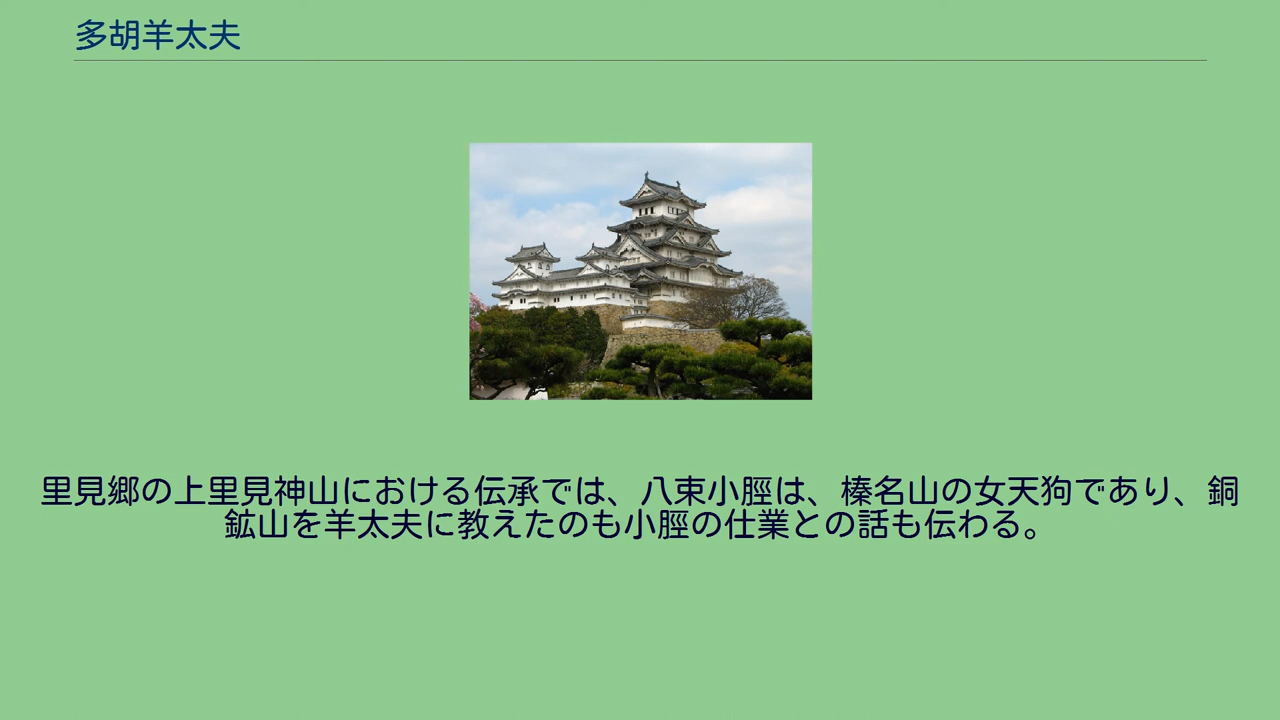 多胡羊太夫
里見郷の上里見神山における伝承では、八束小脛は、榛名山の女天狗であり、銅
鉱山を羊太夫に教えたのも小脛の仕業との話も伝わる。